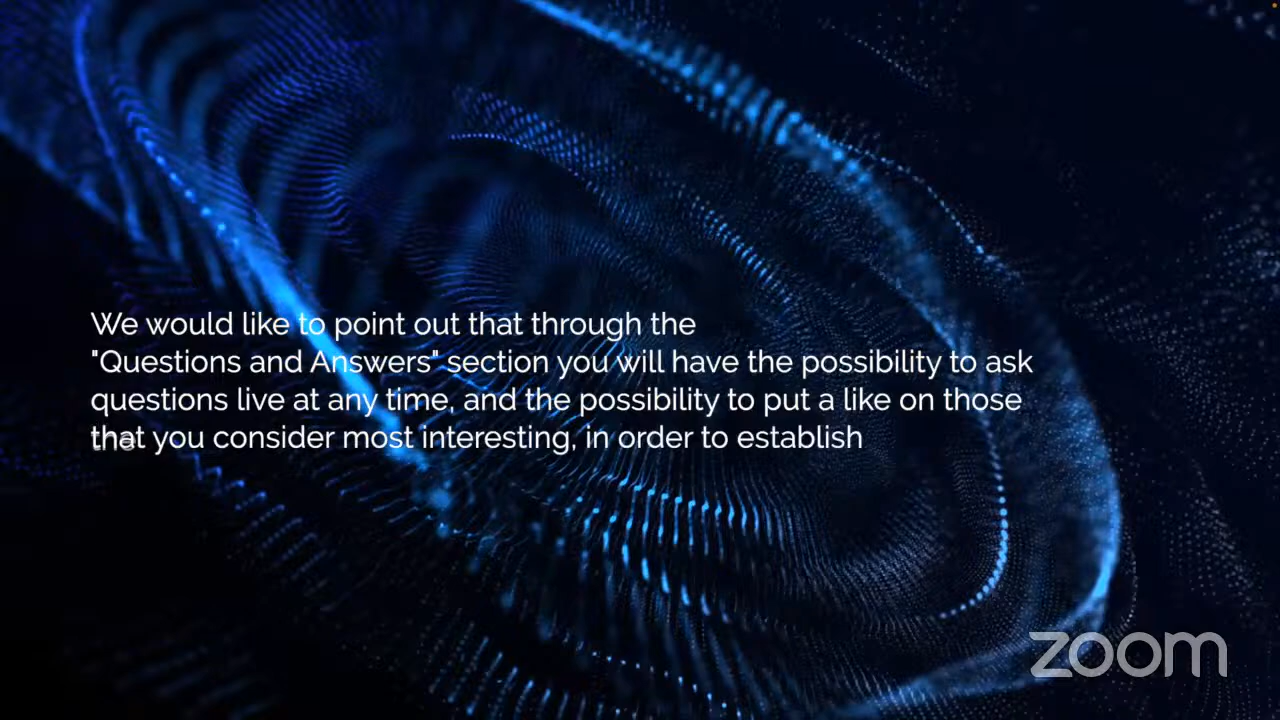 We would like to point out that through the
"Questions and Answers" section you will have the possibility to ask
questions live at any time, and the possibility to put a like on those
that you consider most interesting, in order to establish
the
zoom